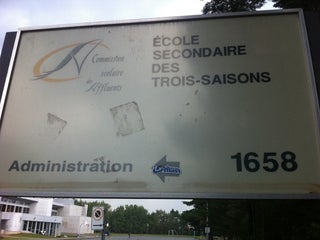 Commission
scolaire
des Affluents
ÉCOLE
SECONDAIRE
DES
TROIS-SAISONS
Administration
1658